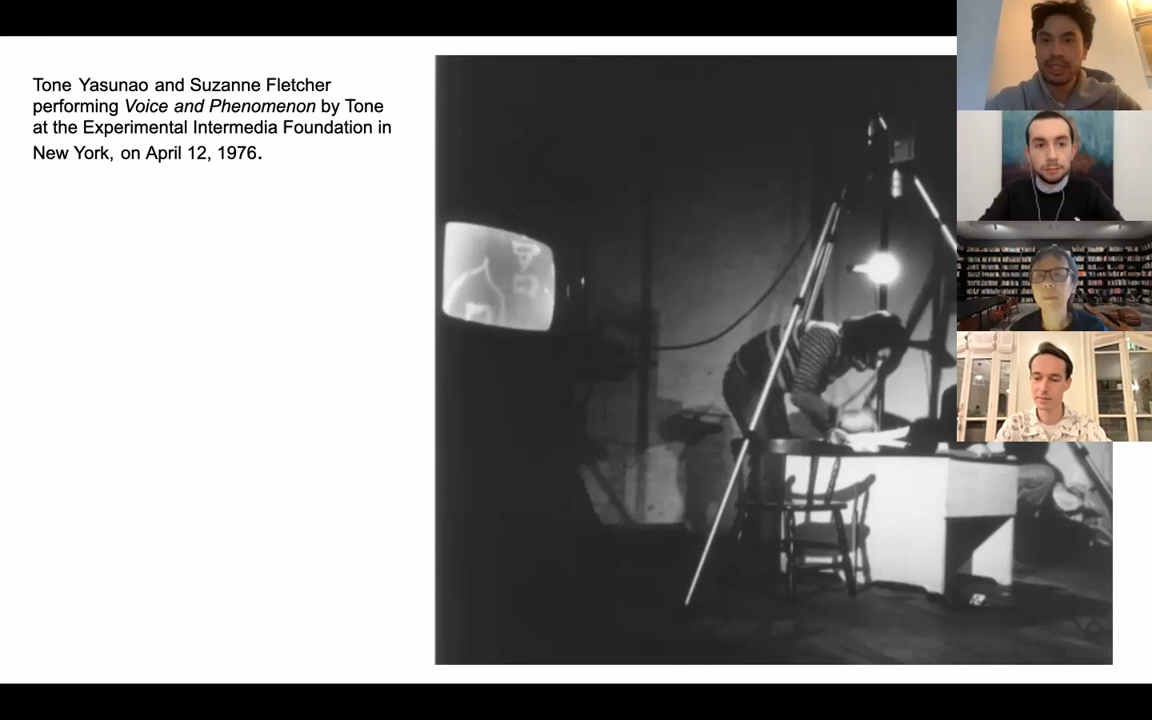 Tone Yasunao and Suzanne Fletcher
performing Voice and Phenomenon by Tone
at the Experimental Intermedia Foundation in
New York, on April 12, 1976.